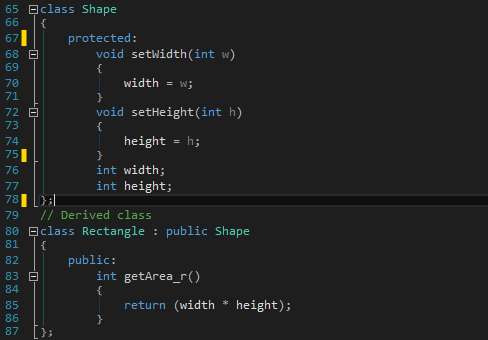 65 class Shape
66 {
67 protected:
68 void setWidth(int w)
69 {
70 width = w;
71 }
72 void setHeight(int h)
73 {
74 height = h;
75 }
76 int width;
77 int height;
78 };
79 // Derived class
80 class Rectangle : public Shape
81 {
82 public:
83 int getArea_r()
84 {
85 return (width * height);
86 }
87 };